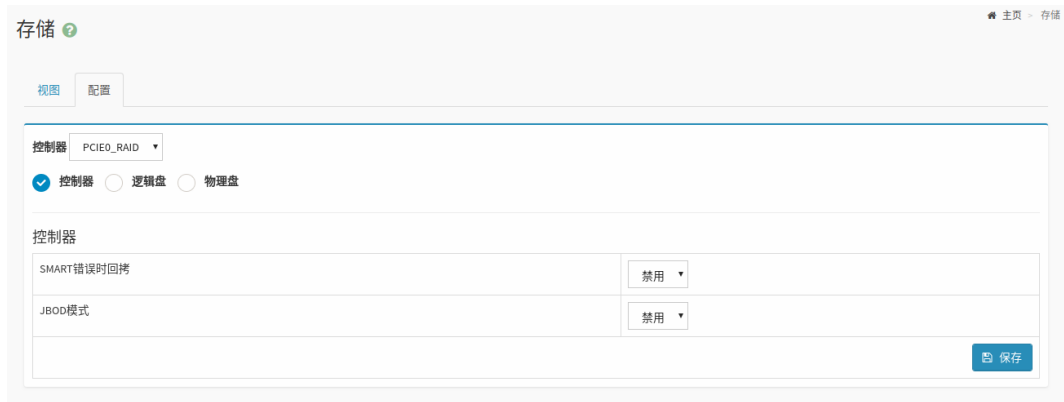 存储
主页 > 存储
视图 配置
控制器 PCIE0_RAID
控制器 逻辑盘 物理盘
控制器
SMART错误时回拷 禁用
JBOD模式 禁用
保存